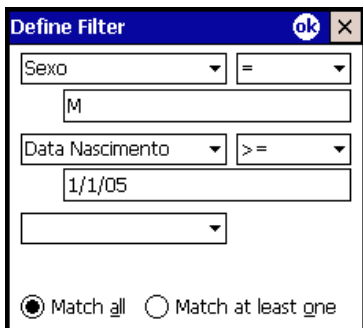 Define Filter ok
Sexo =
M
Data Nascimento >=
1/1/05
Match all Match at least one